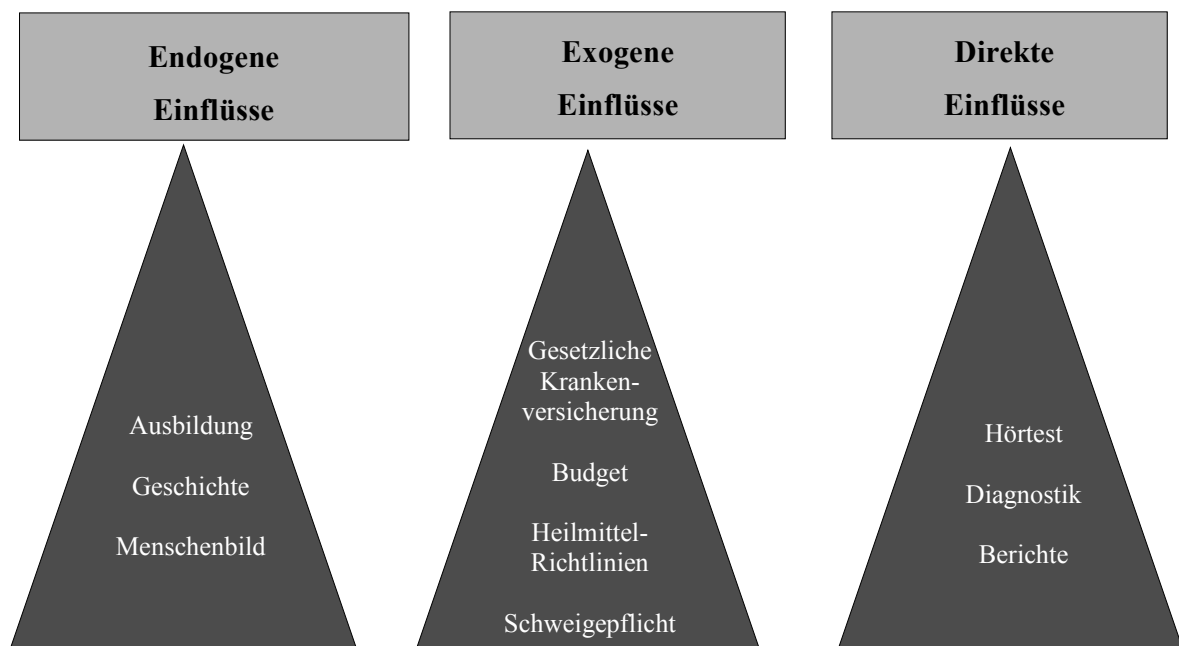 Endogene
Einflüsse
Exogene
Einflüsse
Direkte
Einflüsse
Ausbildung
Geschichte
Menschenbild
Gesetzliche
Kranken-
versicherung
Budget
Heilmittel-
Richtlinien
Schweigepflicht
Hörtest
Diagnostik
Berichte